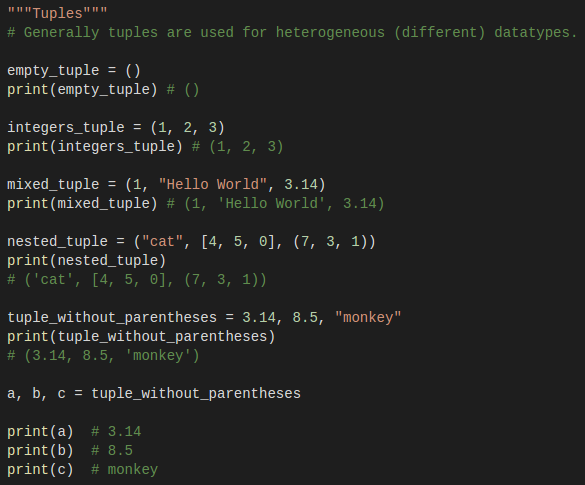 """Tuples"""
# Generally tuples are used for heterogeneous (different) datatypes.
empty_tuple = ()
print(empty_tuple) # ()
integers_tuple = (1, 2, 3)
print(integers_tuple) # (1, 2, 3)
mixed_tuple = (1, "Hello World", 3.14)
print(mixed_tuple) # (1, 'Hello World', 3.14)
nested_tuple = ("cat", [4, 5, 0], (7, 3, 1))
print(nested_tuple)
# ('cat', [4, 5, 0], (7, 3, 1))
tuple_without_parentheses = 3.14, 8.5, "monkey"
print(tuple_without_parentheses)
# (3.14, 8.5, 'monkey')
a, b, c = tuple_without_parentheses
print(a)  # 3.14
print(b)  # 8.5
print(c)  # monkey